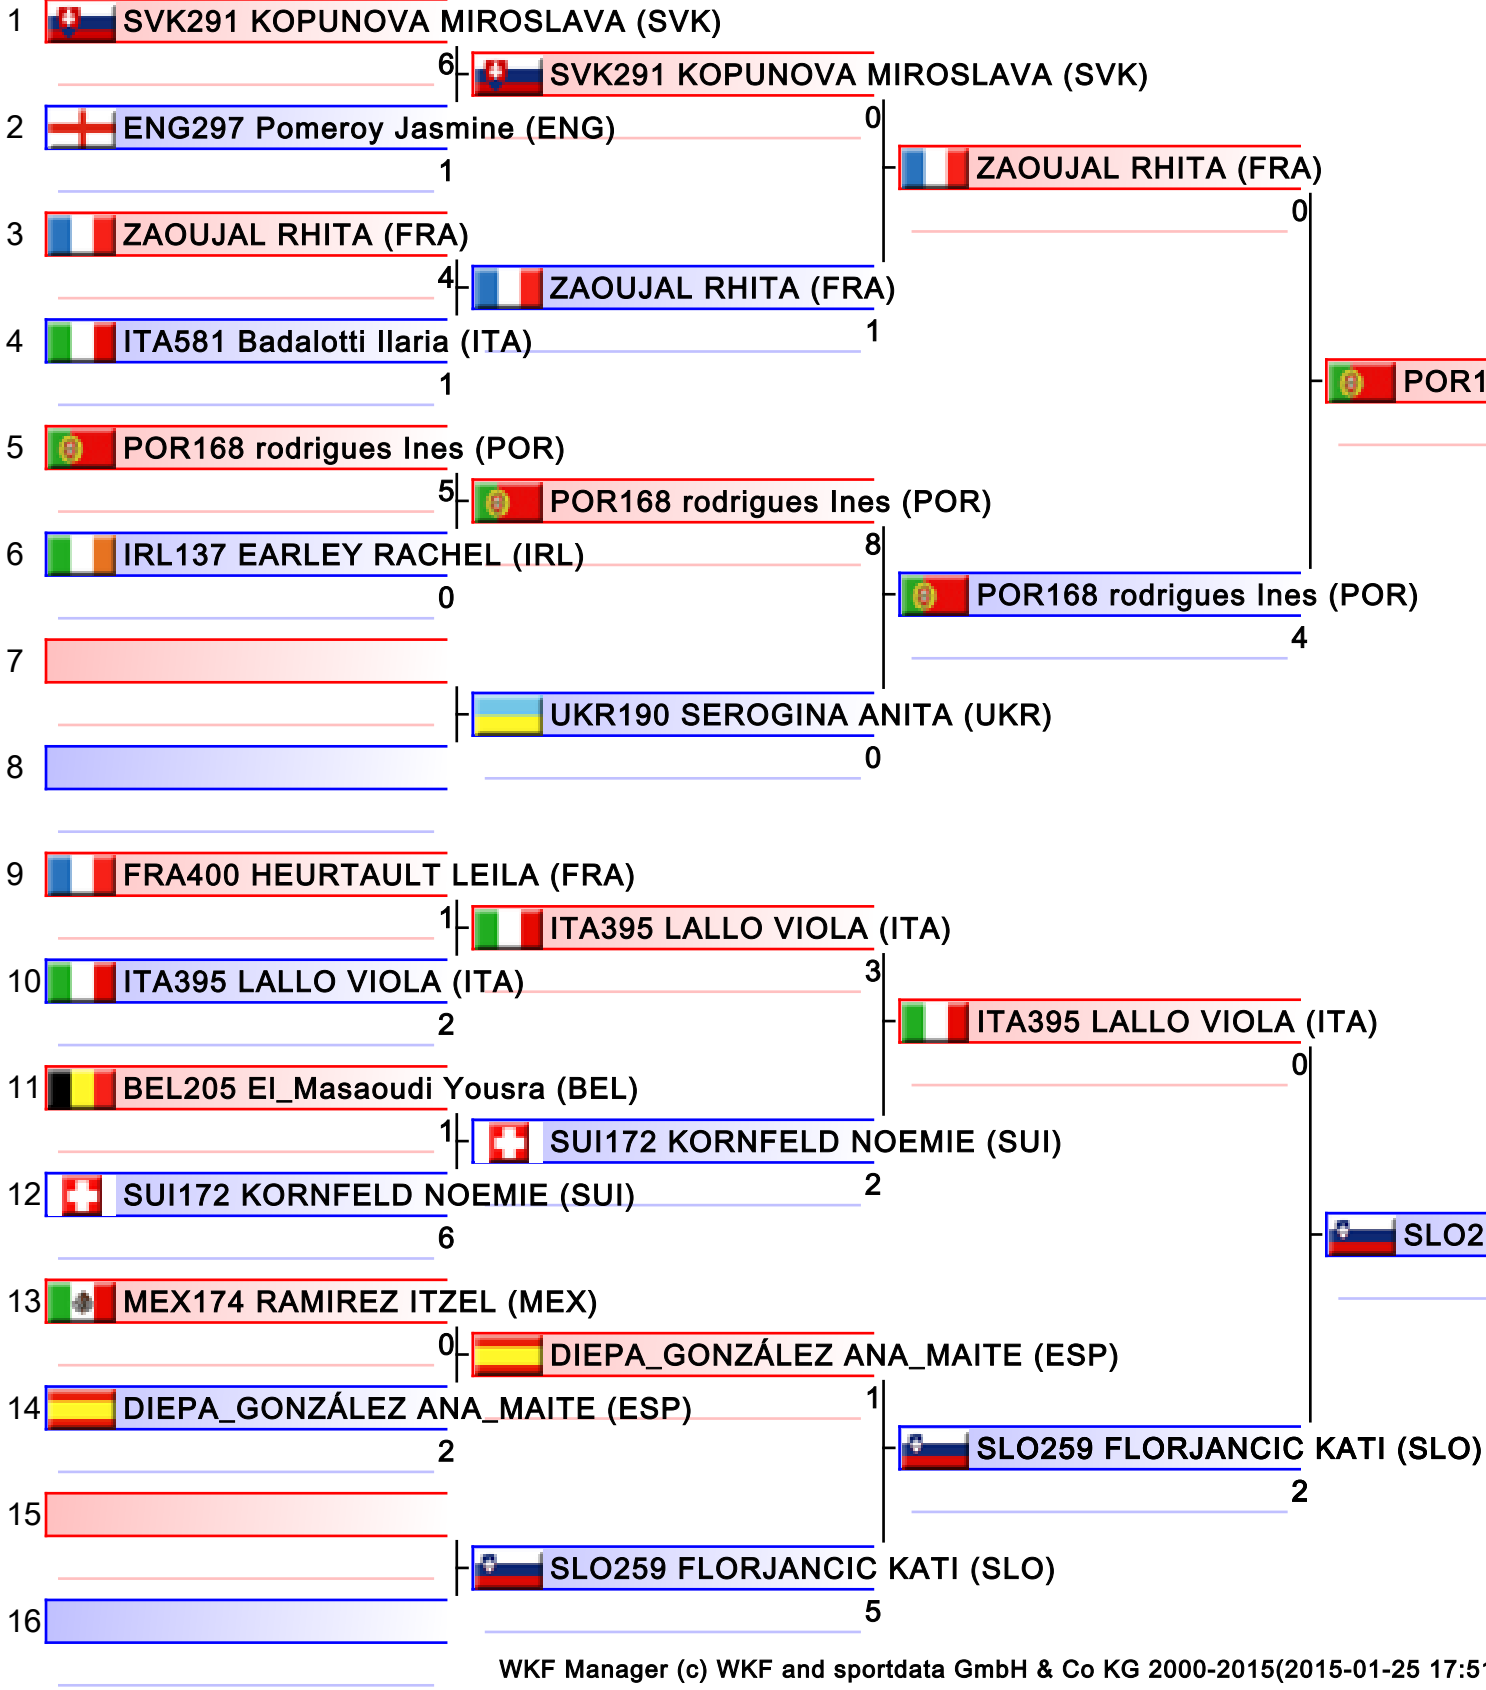 1 SVK291 KOPUNOVA MIROSLAVA (SVK)
6
SVK291 KOPUNOVA MIROSLAVA (SVK)
0
2 ENG297 Pomeroy Jasmine (ENG)
1
ZAOUJAL RHITA (FRA)
0
3 ZAOUJAL RHITA (FRA)
4
ZAOUJAL RHITA (FRA)
1
4 ITA581 Badalotti Ilaria (ITA)
1
POR1
5 POR168 rodrigues Ines (POR)
5
POR168 rodrigues Ines (POR)
8
6 IRL137 EARLEY RACHEL (IRL)
0
POR168 rodrigues Ines (POR)
4
7
UKR190 SEROGINA ANITA (UKR)
0
8
9 FRA400 HEURTAULT LEILA (FRA)
1
ITA395 LALLO VIOLA (ITA)
3
10 ITA395 LALLO VIOLA (ITA)
2
ITA395 LALLO VIOLA (ITA)
0
11 BEL205 El_Masaoudi Yousra (BEL)
1
SUI172 KORNFELD NOEMIE (SUI)
2
12 SUI172 KORNFELD NOEMIE (SUI)
6
SLO2
13 MEX174 RAMIREZ ITZEL (MEX)
0
DIEPA_GONZÁLEZ ANA_MAITE (ESP)
1
14 DIEPA_GONZÁLEZ ANA_MAITE (ESP)
2
SLO259 FLORJANCIC KATI (SLO)
2
15
SLO259 FLORJANCIC KATI (SLO)
5
16
WKF Manager (c) WKF and sportdata GmbH & Co KG 2000-2015(2015-01-25 17:5